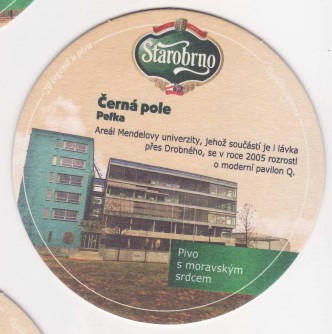 Starobrno
Černá pole
Peřka
Areál Mendelovy univerzity, jehož součástí je i lávka
přes Drobného, se v roce 2005 rozrostl
o moderní pavilon Q.
Pivo
s moravským
srdcem